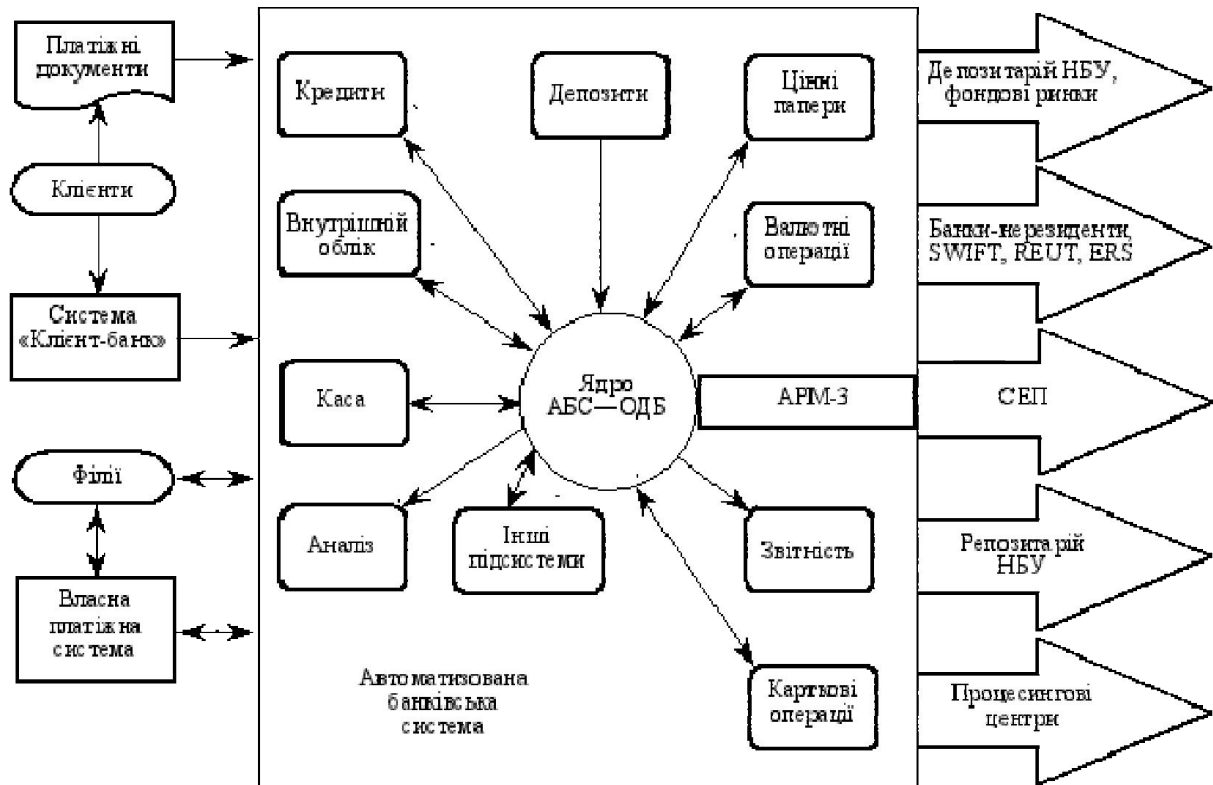 Платіжні
документи
Клієнти
Система
«Клієнт-банк»
Філії
Власна
платіжна
система
Кредити
Депозити
Цінні
папери
Внутрішній
облік
Валютні
операції
Каса
Ядро
АБС—ОДБ
АРМ-3
Аналіз
Інші
підсистеми
Звітність
Автоматизована
банківська
система
Карткові
операції
Депозитарій НБУ,
фондові ринки
Банки-нерезиденти,
SWIFT, REUT, ERS
СЕП
Репозитарій
НБУ
Процесингові
центри